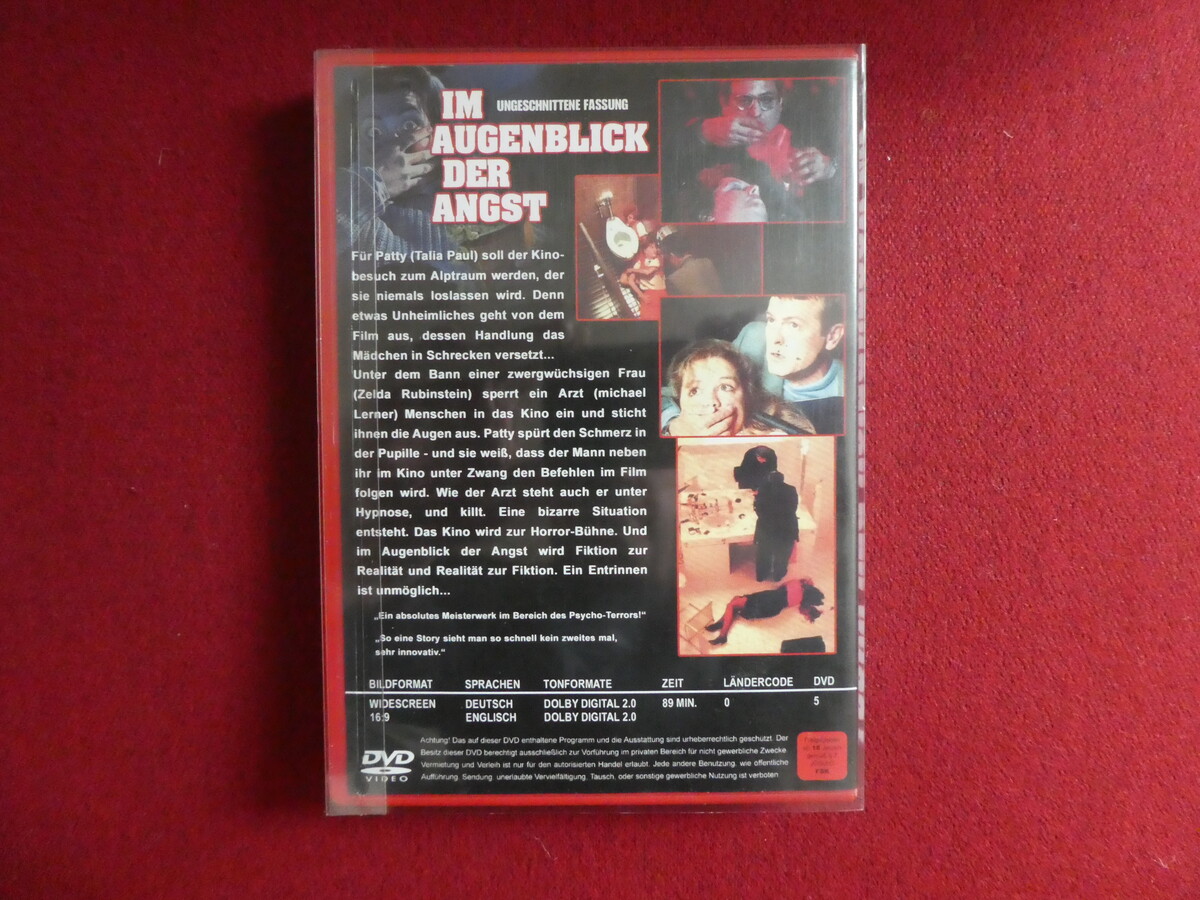 IM UNGESCHNITTENE FASSUNG
AUGENBLICK
DER
ANGST
Für Patty (Talia Paul) soll der Kino-
besuch zum Alptraum werden, der
sie niemals loslassen wird. Denn
etwas Unheimliches geht von dem
Film aus, dessen Handlung das
Mädchen in Schrecken versetzt...
Unter dem Bann einer zwergwüchsigen Frau
(Zelda Rubinstein) sperrt ein Arzt (michael
Lerner) Menschen in das Kino ein und sticht
ihnen die Augen aus. Patty spürt den Schmerz in
der Pupille - und sie weiß, dass der Mann neben
ihr im Kino unter Zwang den Befehlen im Film
folgen wird. Wie der Arzt steht auch er unter
Hypnose, und killt. Eine bizarre Situation
entsteht. Das Kino wird zur Horror-Bühne. Und
im Augenblick der Angst wird Fiktion zur
Realität und Realität zur Fiktion. Ein Entrinnen
ist unmöglich...
„Ein absolutes Meisterwerk im Bereich des Psycho-Terrors!“
„So eine Story sieht man so schnell kein zweites mal,
sehr innovativ.“
BILDFORMAT SPRACHEN TONFORMATE ZEIT LÄNDERCODE DVD
WIDESCREEN DEUTSCH DOLBY DIGITAL 2.0 89 MIN. 0 5
16:9 ENGLISCH DOLBY DIGITAL 2.0
Achtung! Das auf dieser DVD enthaltene Programm und die Ausstattung sind urheberrechtlich geschützt. Der
Besitz dieser DVD berechtigt ausschließlich zur Vorführung im privaten Bereich für nicht gewerbliche Zwecke
Vermietung und Verleih ist nur für den autorisierten Handel erlaubt. Jede andere Benutzung, wie öffentliche
Aufführung, Sendung, unerlaubte Vervielfältigung, Tausch, oder sonstige gewerbliche Nutzung ist verboten.
DVD
VIDEO